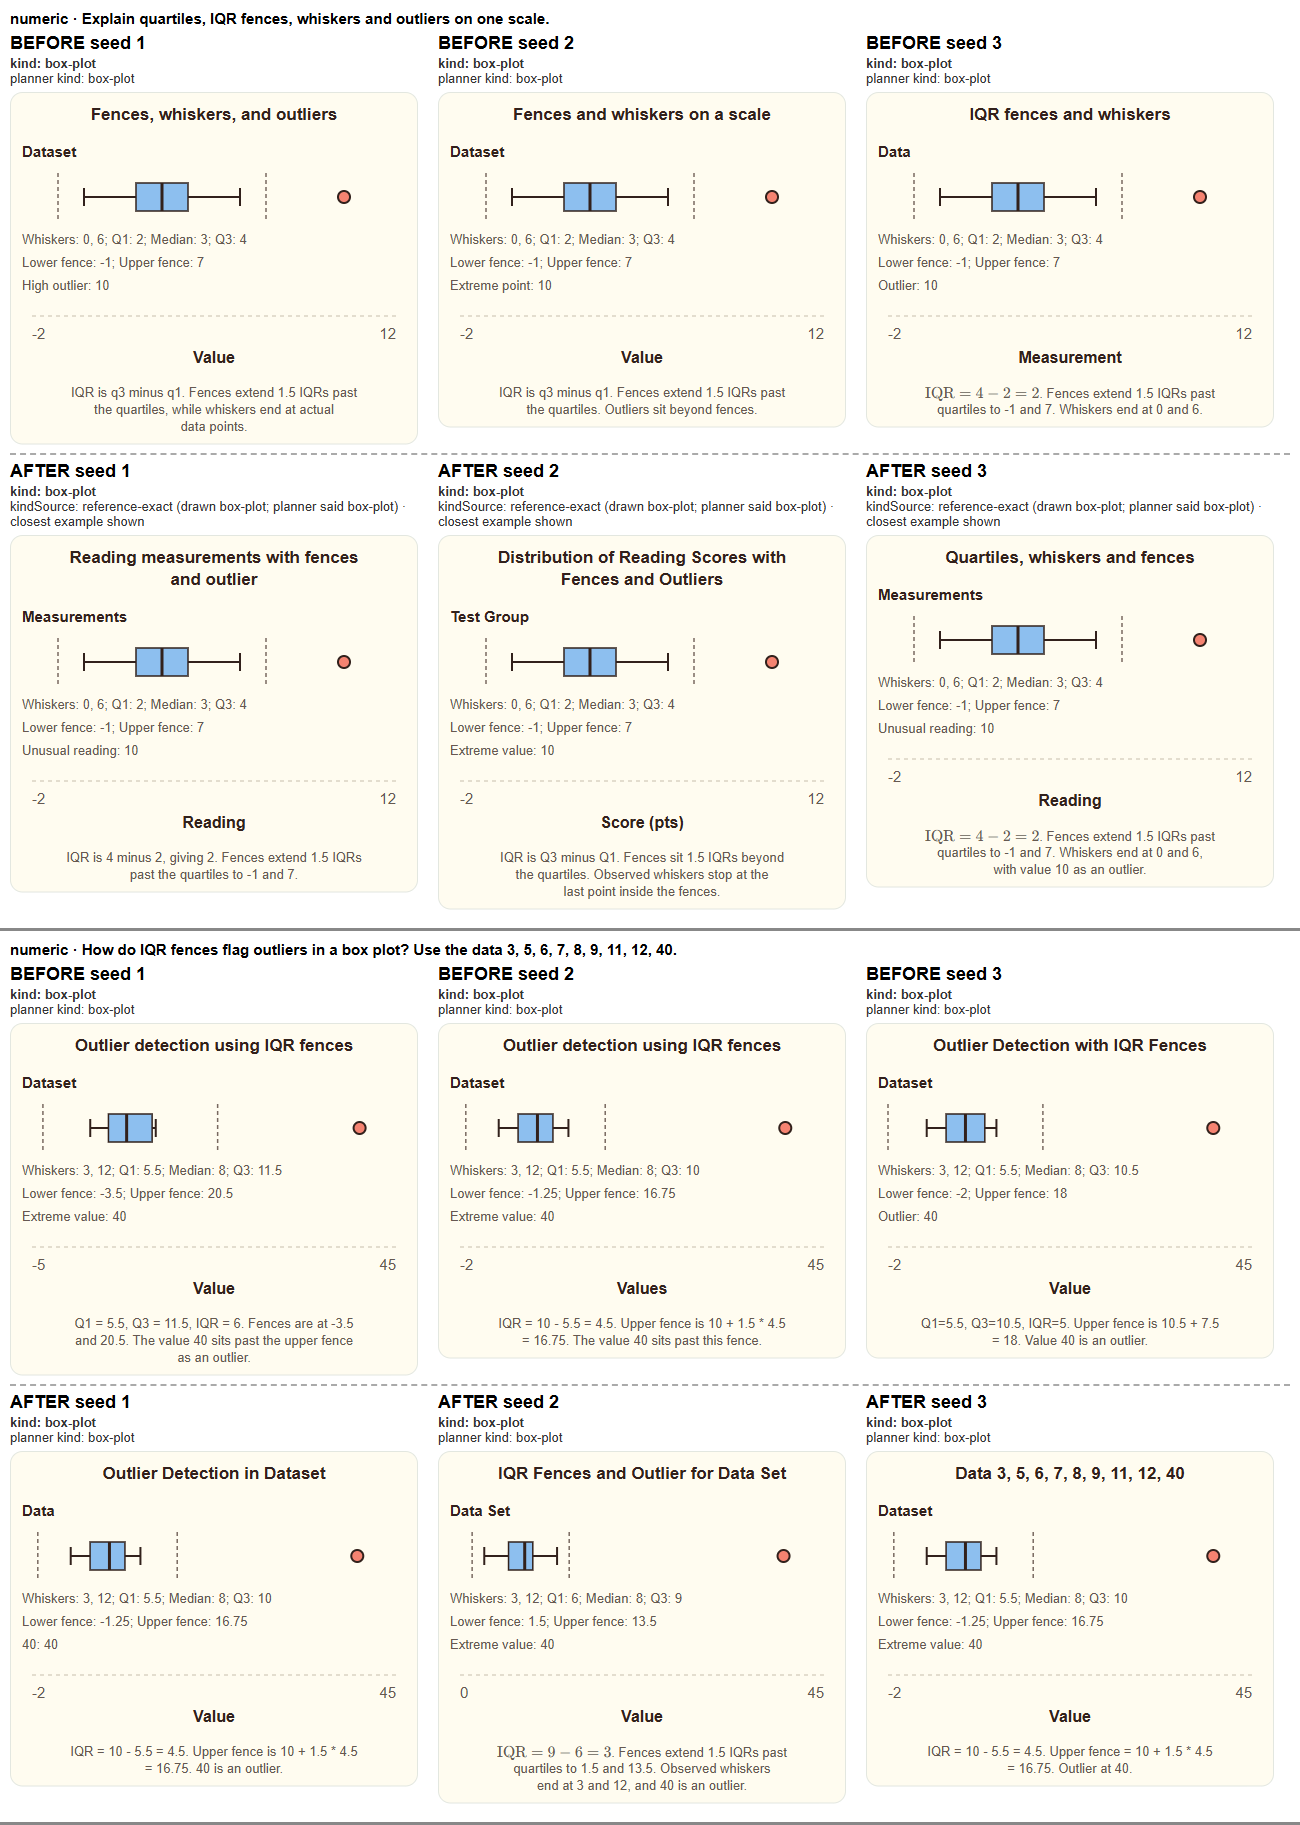 numeric · Explain quartiles, IQR fences, whiskers and outliers on one scale.
BEFORE seed 1
kind: box-plot
planner kind: box-plot
Fences, whiskers, and outliers
Dataset
Whiskers: 0, 6; Q1: 2; Median: 3; Q3: 4
Lower fence: -1; Upper fence: 7
High outlier: 10
-2 12
Value
IQR is q3 minus q1. Fences extend 1.5 IQRs past
the quartiles, while whiskers end at actual
data points.
BEFORE seed 2
kind: box-plot
planner kind: box-plot
Fences and whiskers on a scale
Dataset
Whiskers: 0, 6; Q1: 2; Median: 3; Q3: 4
Lower fence: -1; Upper fence: 7
Extreme point: 10
-2 12
Value
IQR is q3 minus q1. Fences extend 1.5 IQRs past
the quartiles. Outliers sit beyond fences.
BEFORE seed 3
kind: box-plot
planner kind: box-plot
IQR fences and whiskers
Data
Whiskers: 0, 6; Q1: 2; Median: 3; Q3: 4
Lower fence: -1; Upper fence: 7
Outlier: 10
-2 12
Measurement
IQR = 4 − 2 = 2. Fences extend 1.5 IQRs past
quartiles to -1 and 7. Whiskers end at 0 and 6.
AFTER seed 1
kind: box-plot
kindSource: reference-exact (drawn box-plot; planner said box-plot) ·
closest example shown
Reading measurements with fences
and outlier
Measurements
Whiskers: 0, 6; Q1: 2; Median: 3; Q3: 4
Lower fence: -1; Upper fence: 7
Unusual reading: 10
-2 12
Reading
IQR is 4 minus 2, giving 2. Fences extend 1.5 IQRs
past the quartiles to -1 and 7.
AFTER seed 2
kind: box-plot
kindSource: reference-exact (drawn box-plot; planner said box-plot) ·
closest example shown
Distribution of Reading Scores with
Fences and Outliers
Test Group
Whiskers: 0, 6; Q1: 2; Median: 3; Q3: 4
Lower fence: -1; Upper fence: 7
Extreme value: 10
-2 12
Score (pts)
IQR is Q3 minus Q1. Fences sit 1.5 IQRs beyond
the quartiles. Observed whiskers stop at the
last point inside the fences.
AFTER seed 3
kind: box-plot
kindSource: reference-exact (drawn box-plot; planner said box-plot) ·
closest example shown
Quartiles, whiskers and fences
Measurements
Whiskers: 0, 6; Q1: 2; Median: 3; Q3: 4
Lower fence: -1; Upper fence: 7
Unusual reading: 10
-2 12
Reading
IQR = 4 − 2 = 2. Fences extend 1.5 IQRs past
quartiles to -1 and 7. Whiskers end at 0 and 6,
with value 10 as an outlier.
numeric · How do IQR fences flag outliers in a box plot? Use the data 3, 5, 6, 7, 8, 9, 11, 12, 40.
BEFORE seed 1
kind: box-plot
planner kind: box-plot
Outlier detection using IQR fences
Dataset
Whiskers: 3, 12; Q1: 5.5; Median: 8; Q3: 11.5
Lower fence: -3.5; Upper fence: 20.5
Extreme value: 40
-5 45
Value
Q1 = 5.5, Q3 = 11.5, IQR = 6. Fences are at -3.5
and 20.5. The value 40 sits past the upper fence
as an outlier.
BEFORE seed 2
kind: box-plot
planner kind: box-plot
Outlier detection using IQR fences
Dataset
Whiskers: 3, 12; Q1: 5.5; Median: 8; Q3: 10
Lower fence: -1.25; Upper fence: 16.75
Extreme value: 40
-2 45
Values
IQR = 10 - 5.5 = 4.5. Upper fence is 10 + 1.5 * 4.5
= 16.75. The value 40 sits past this fence.
BEFORE seed 3
kind: box-plot
planner kind: box-plot
Outlier Detection with IQR Fences
Dataset
Whiskers: 3, 12; Q1: 5.5; Median: 8; Q3: 10.5
Lower fence: -2; Upper fence: 18
Outlier: 40
-2 45
Value
Q1=5.5, Q3=10.5, IQR=5. Upper fence is 10.5 + 7.5
= 18. Value 40 is an outlier.
AFTER seed 1
kind: box-plot
planner kind: box-plot
Outlier Detection in Dataset
Data
Whiskers: 3, 12; Q1: 5.5; Median: 8; Q3: 10
Lower fence: -1.25; Upper fence: 16.75
40: 40
-2 45
Value
IQR = 10 - 5.5 = 4.5. Upper fence is 10 + 1.5 * 4.5
= 16.75. 40 is an outlier.
AFTER seed 2
kind: box-plot
planner kind: box-plot
IQR Fences and Outlier for Data Set
Data Set
Whiskers: 3, 12; Q1: 6; Median: 8; Q3: 9
Lower fence: 1.5; Upper fence: 13.5
Extreme value: 40
0 45
Value
IQR = 9 − 6 = 3. Fences extend 1.5 IQRs past
quartiles to 1.5 and 13.5. Observed whiskers
end at 3 and 12, and 40 is an outlier.
AFTER seed 3
kind: box-plot
planner kind: box-plot
Data 3, 5, 6, 7, 8, 9, 11, 12, 40
Dataset
Whiskers: 3, 12; Q1: 5.5; Median: 8; Q3: 10
Lower fence: -1.25; Upper fence: 16.75
Extreme value: 40
-2 45
Value
IQR = 10 - 5.5 = 4.5. Upper fence = 10 + 1.5 * 4.5
= 16.75. Outlier at 40.